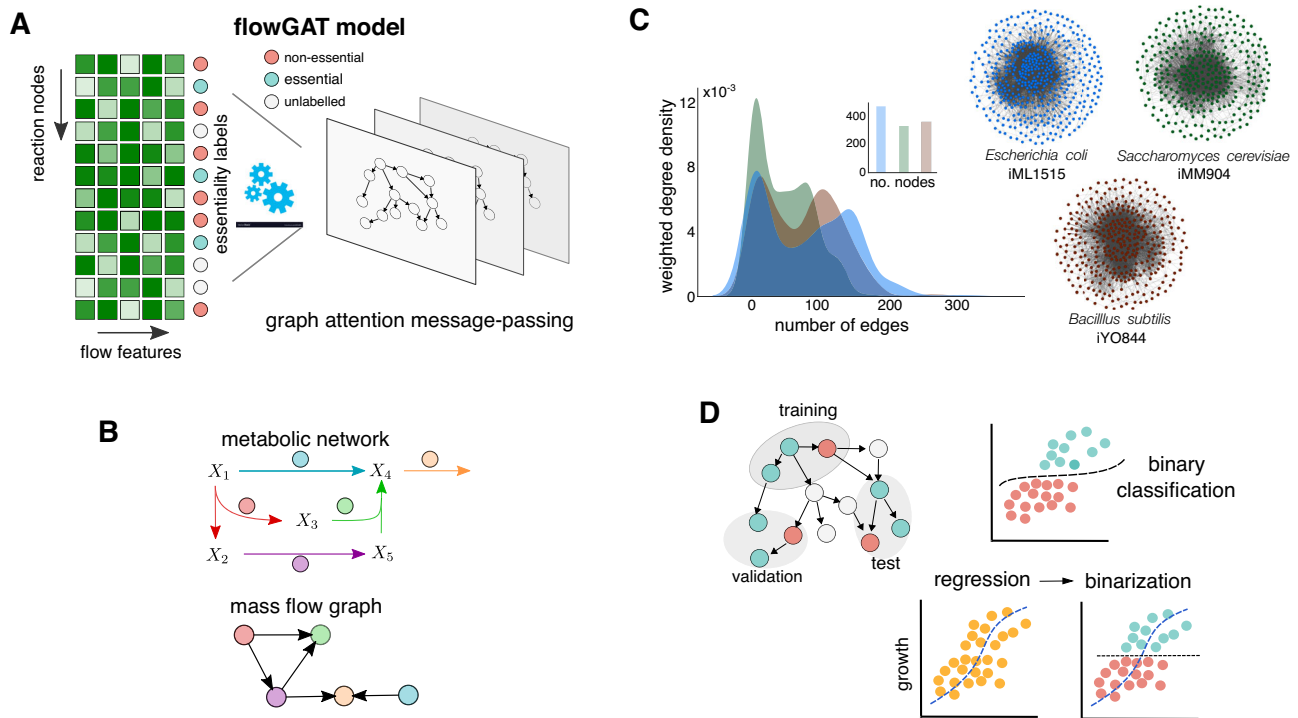 A
flowGAT model
reaction nodes
non-essential
essential
unlabelled
essentiality labels
flow features
graph attention message-passing
B
metabolic network
X1
X4
X3
X2
X5
mass flow graph
C
x10-3
12
8
4
0
weighted degree density
0
100
200
300
number of edges
400
200
0
no. nodes
Escherichia coli
iML1515
Saccharomyces cerevisiae
iMM904
Bacilllus subtilis
iYO844
D
training
validation
test
binary
classification
regression
binarization
growth